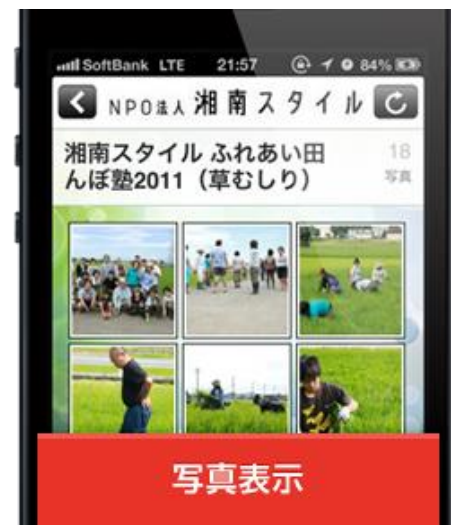 SoftBank LTE 21:57 84%
NPO法人 湘南スタイル
湘南スタイル ふれあい田
んぼ塾2011（草むしり）
18
写真
写真表示